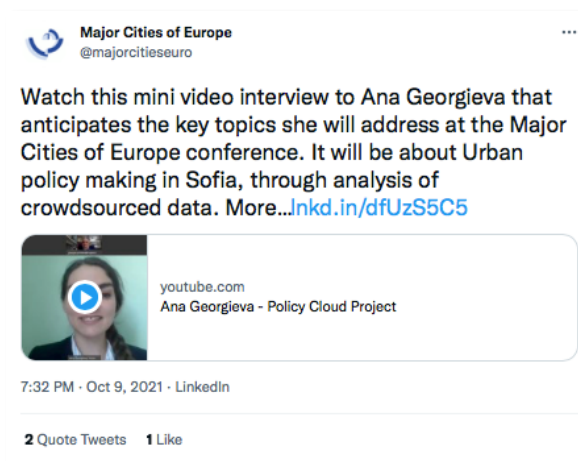 Major Cities of Europe
@majorcitieseuro
Watch this mini video interview to Ana Georgieva that
anticipates the key topics she will address at the Major
Cities of Europe conference. It will be about Urban
policy making in Sofia, through analysis of
crowdsourced data. More...lnkd.in/dfUzS5C5
youtube.com
Ana Georgieva - Policy Cloud Project
7:32 PM · Oct 9, 2021 · LinkedIn
2 Quote Tweets 1 Like